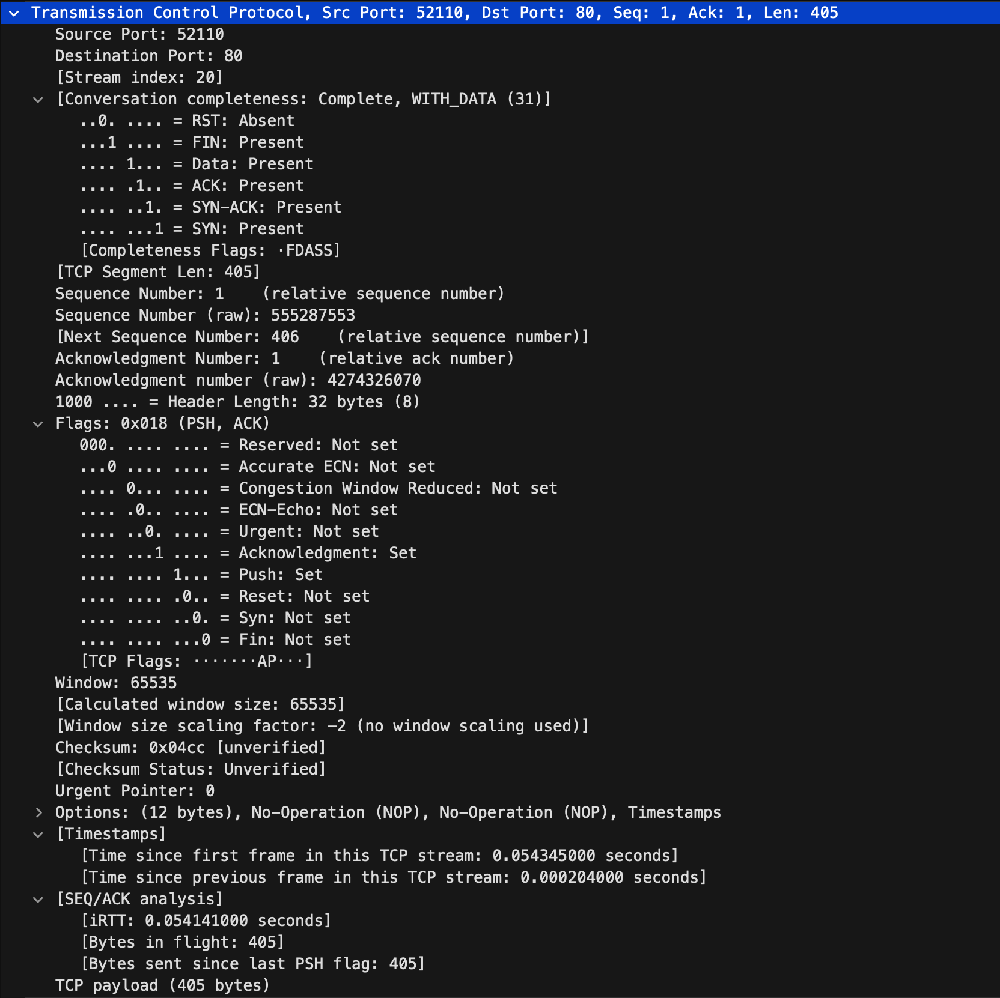 Transmission Control Protocol, Src Port: 52110, Dst Port: 80, Seq: 1, Ack: 1, Len: 405
Source Port: 52110
Destination Port: 80
[Stream index: 20]
[Conversation completeness: Complete, WITH_DATA (31)]
..0. .... = RST: Absent
...1 .... = FIN: Present
.... 1... = Data: Present
.... .1.. = ACK: Present
.... ..1. = SYN-ACK: Present
.... ...1 = SYN: Present
[Completeness Flags: ·FDASS]
[TCP Segment Len: 405]
Sequence Number: 1    (relative sequence number)
Sequence Number (raw): 555287553
[Next Sequence Number: 406    (relative sequence number)]
Acknowledgment Number: 1    (relative ack number)
Acknowledgment number (raw): 4274326070
1000 .... = Header Length: 32 bytes (8)
Flags: 0x018 (PSH, ACK)
000. .... .... = Reserved: Not set
...0 .... .... = Accurate ECN: Not set
.... 0... .... = Congestion Window Reduced: Not set
.... .0.. .... = ECN-Echo: Not set
.... ..0. .... = Urgent: Not set
.... ...1 .... = Acknowledgment: Set
.... .... 1... = Push: Set
.... .... .0.. = Reset: Not set
.... .... ..0. = Syn: Not set
.... .... ...0 = Fin: Not set
[TCP Flags: ·······AP···]
Window: 65535
[Calculated window size: 65535]
[Window size scaling factor: -2 (no window scaling used)]
Checksum: 0x04cc [unverified]
[Checksum Status: Unverified]
Urgent Pointer: 0
Options: (12 bytes), No-Operation (NOP), No-Operation (NOP), Timestamps
[Timestamps]
[Time since first frame in this TCP stream: 0.054345000 seconds]
[Time since previous frame in this TCP stream: 0.000204000 seconds]
[SEQ/ACK analysis]
[iRTT: 0.054141000 seconds]
[Bytes in flight: 405]
[Bytes sent since last PSH flag: 405]
TCP payload (405 bytes)